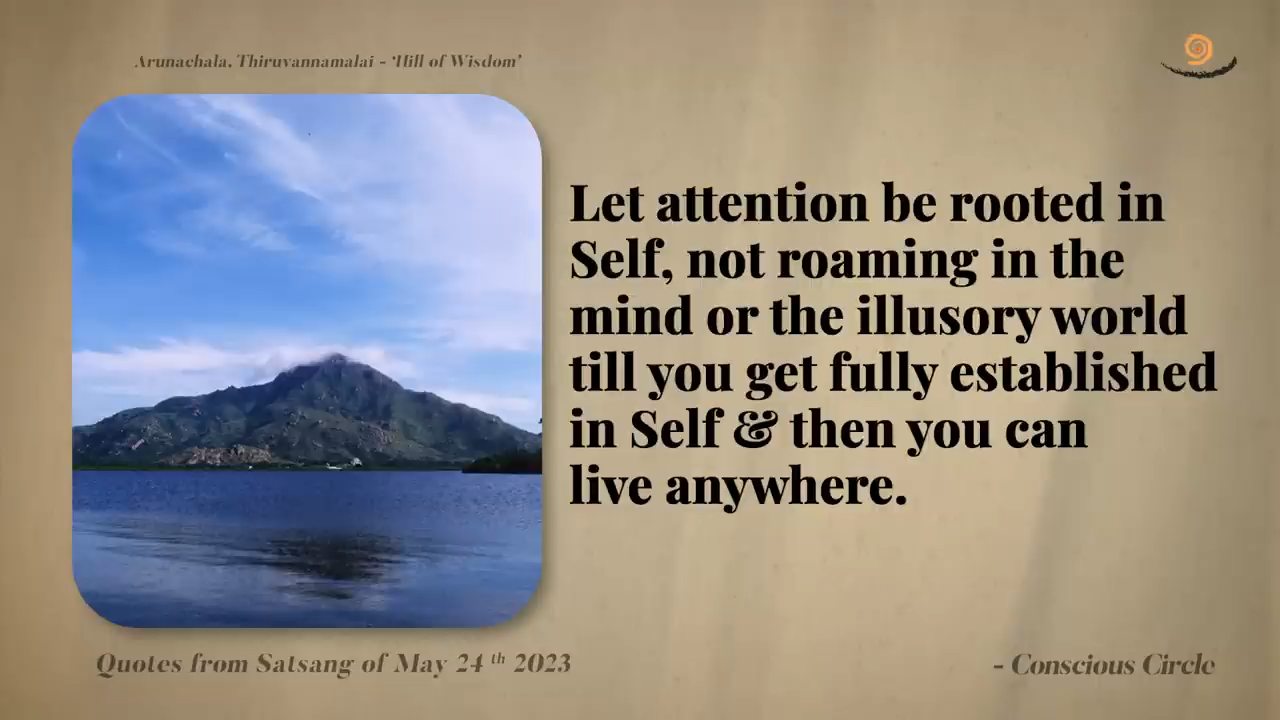 Arunachala, Thiruvannamalai - 'Hill of Wisdom'
Let attention be rooted in
Self, not roaming in the
mind or the illusory world
till you get fully established
in Self & then you can
live anywhere.
Quotes from Satsang of May 24 th 2023
- Conscious Circle